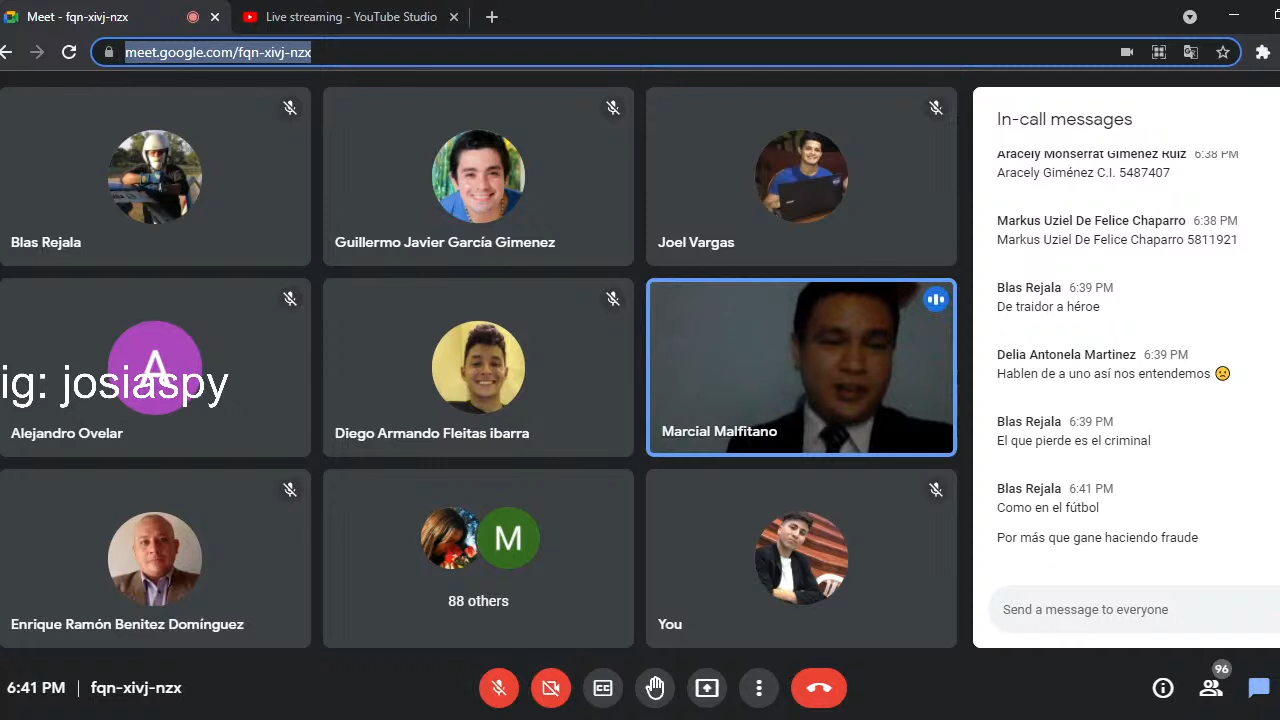 Meet - fqn-xivj-nzx
Live streaming - YouTube Studio
meet.google.com/fqn-xivj-nzx
Blas Rejala
Guillermo Javier García Gimenez
Joel Vargas
A
ig: josiaspy
Alejandro Ovelar
Diego Armando Fleitas ibarra
Marcial Malfitano
M
88 others
Enrique Ramón Benitez Domínguez
You
In-call messages
Aracely Monserrat Gimenez Ruiz 6:38 PM
Aracely Giménez C.I. 5487407
Markus Uziel De Felice Chaparro 6:38 PM
Markus Uziel De Felice Chaparro 5811921
Blas Rejala 6:39 PM
De traidor a héroe
Delia Antonela Martinez 6:39 PM
Hablen de a uno así nos entendemos ☹️
Blas Rejala 6:39 PM
El que pierde es el criminal
Blas Rejala 6:41 PM
Como en el fútbol
Por más que gane haciendo fraude
Send a message to everyone
6:41 PM | fqn-xivj-nzx
CC
96